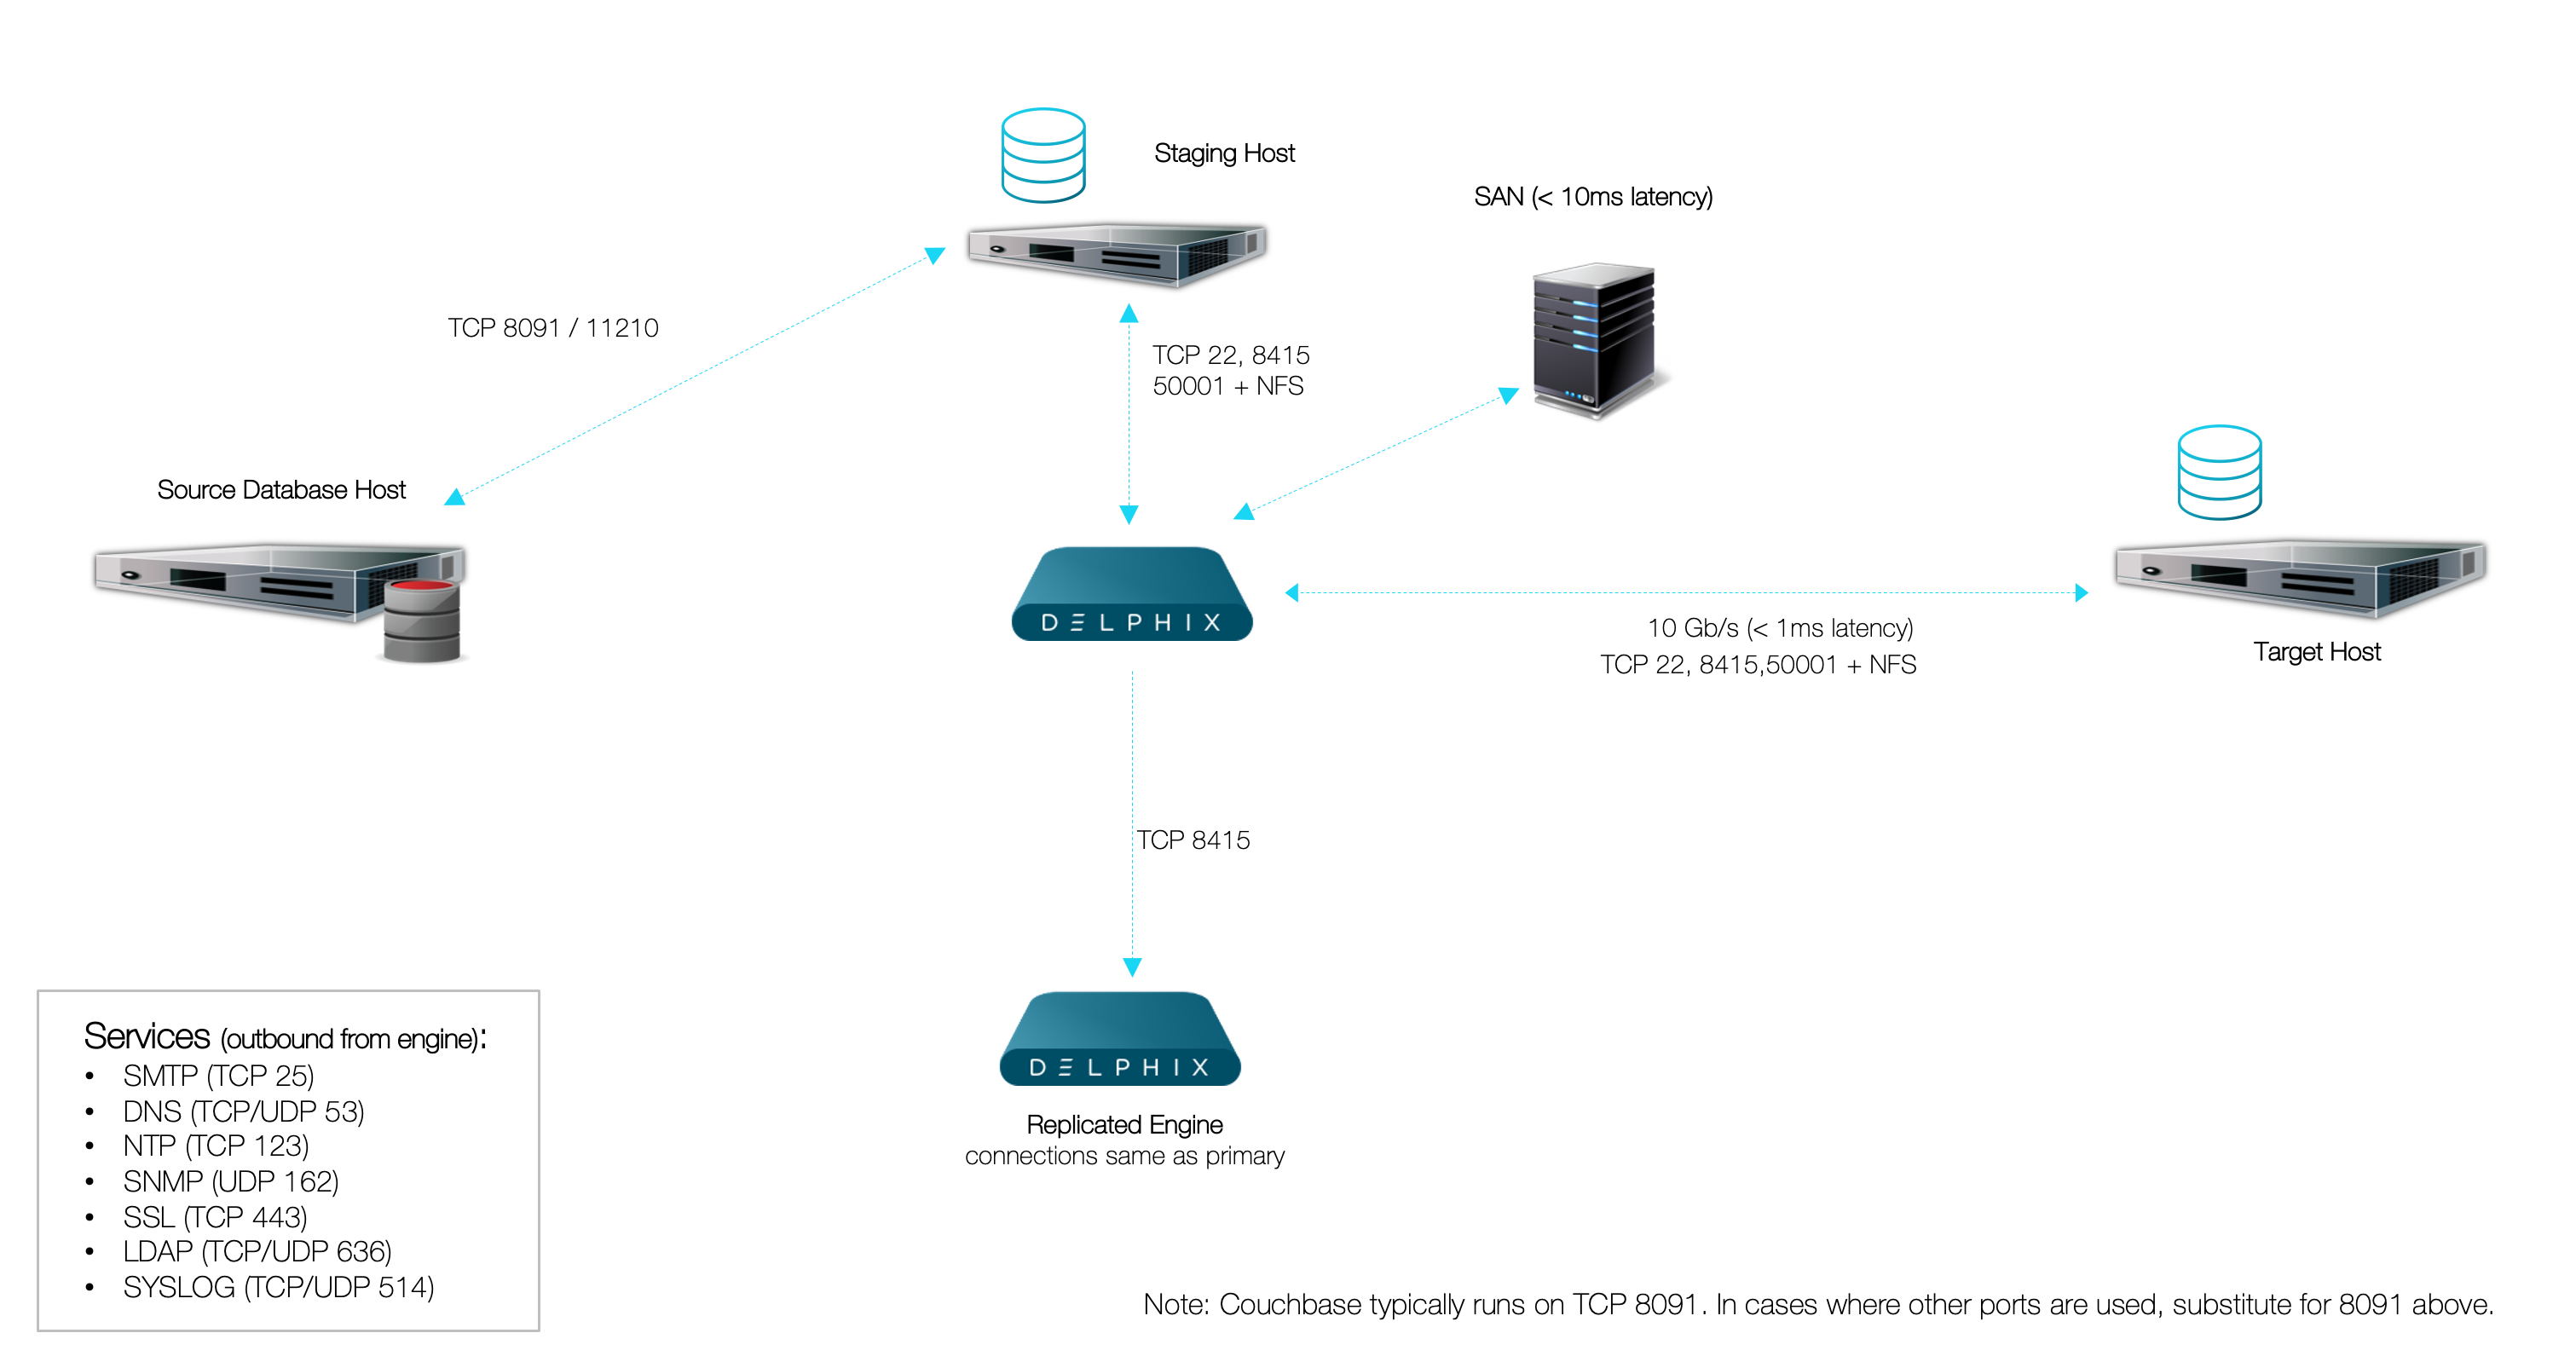 Staging Host
SAN (< 10ms latency)
TCP 8091 / 11210
TCP 22, 8415
50001 + NFS
Source Database Host
DELPHIX
10 Gb/s (< 1ms latency)
TCP 22, 8415,50001 + NFS
Target Host
TCP 8415
DELPHIX
Replicated Engine
connections same as primary
Services (outbound from engine):
• SMTP (TCP 25)
• DNS (TCP/UDP 53)
• NTP (TCP 123)
• SNMP (UDP 162)
• SSL (TCP 443)
• LDAP (TCP/UDP 636)
• SYSLOG (TCP/UDP 514)
Note: Couchbase typically runs on TCP 8091. In cases where other ports are used, substitute for 8091 above.